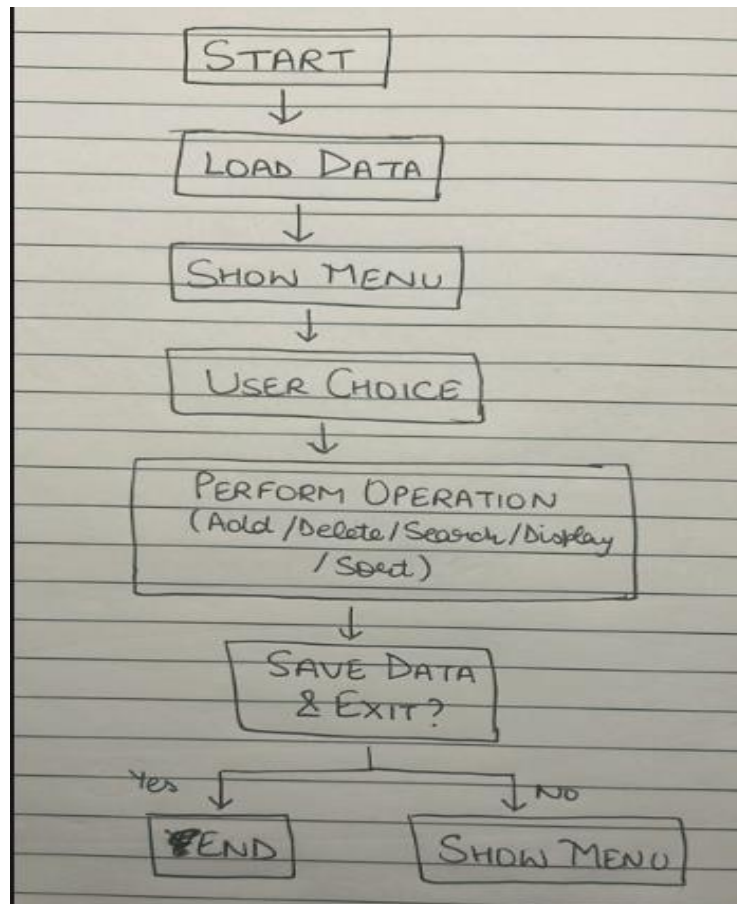 START
LOAD DATA
SHOW MENU
USER CHOICE
PERFORM OPERATION
(Add/Delete/Search/Display
/Sort)
SAVE DATA
& EXIT?
Yes
NO
END
SHOW MENU